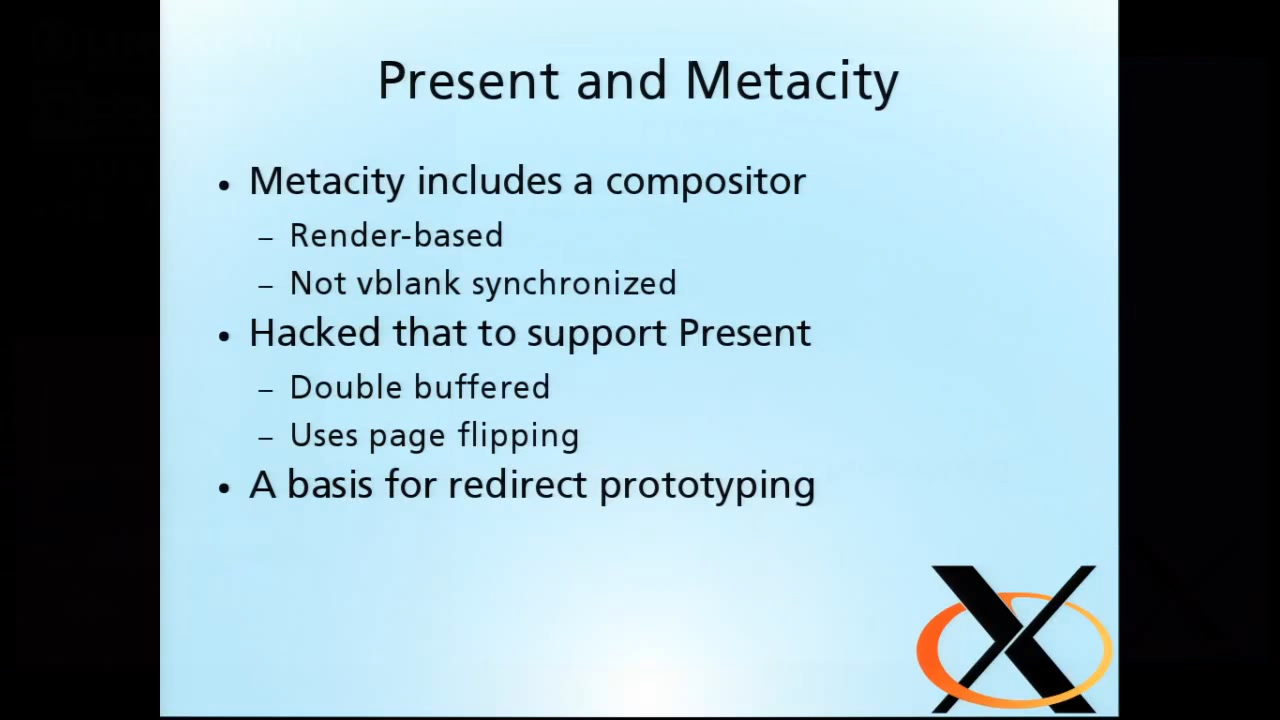 Present and Metacity
• Metacity includes a compositor
– Render-based
– Not vblank synchronized
• Hacked that to support Present
– Double buffered
– Uses page flipping
• A basis for redirect prototyping